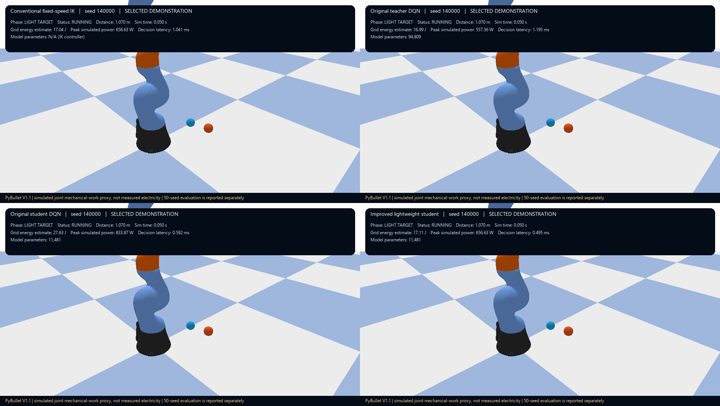 Conventional fixed-speed IK | seed 140000 | SELECTED DEMONSTRATION
Phase: LIGHT TARGET Status: RUNNING Distance: 1.070 m Sim time: 0.050 s
Grid energy estimate: 17.04 J Peak simulated power: 656.63 W Decision latency: 1.041 ms
Model parameters: N/A (IK controller)
PyBullet V1.1 | simulated joint mechanical-work proxy, not measured electricity | 50-seed evaluation is reported separately
Original teacher DQN | seed 140000 | SELECTED DEMONSTRATION
Phase: LIGHT TARGET Status: RUNNING Distance: 1.070 m Sim time: 0.050 s
Grid energy estimate: 16.99 J Peak simulated power: 557.36 W Decision latency: 1.195 ms
Model parameters: 94,809
PyBullet V1.1 | simulated joint mechanical-work proxy, not measured electricity | 50-seed evaluation is reported separately
Original student DQN | seed 140000 | SELECTED DEMONSTRATION
Phase: LIGHT TARGET Status: RUNNING Distance: 1.070 m Sim time: 0.050 s
Grid energy estimate: 27.63 J Peak simulated power: 833.87 W Decision latency: 0.592 ms
Model parameters: 11,481
PyBullet V1.1 | simulated joint mechanical-work proxy, not measured electricity | 50-seed evaluation is reported separately
Improved lightweight student | seed 140000 | SELECTED DEMONSTRATION
Phase: LIGHT TARGET Status: RUNNING Distance: 1.070 m Sim time: 0.050 s
Grid energy estimate: 17.11 J Peak simulated power: 656.63 W Decision latency: 0.495 ms
Model parameters: 11,481
PyBullet V1.1 | simulated joint mechanical-work proxy, not measured electricity | 50-seed evaluation is reported separately